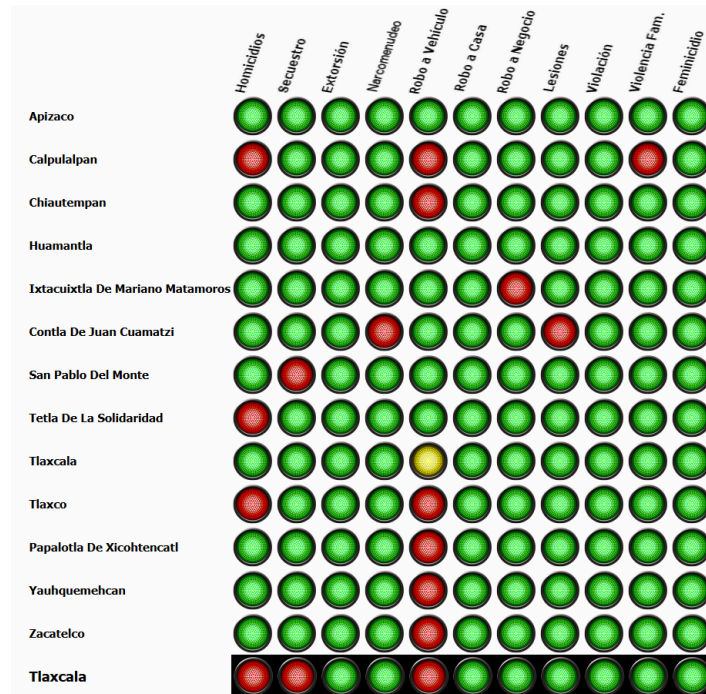 Homicidios
Secuestro
Extorsión
Narcomenudeo
Robo a Vehículo
Robo a Casa
Robo a Negocio
Lesiones
Violación
Violencia Fam.
Feminicidio
Apizaco
Calpulalpan
Chiautempan
Huamantla
Ixtacuixtla De Mariano Matamoros
Contla De Juan Cuamatzi
San Pablo Del Monte
Tetla De La Solidaridad
Tlaxcala
Tlaxco
Papalotla De Xicohtencatl
Yauhquemehcan
Zacatelco
Tlaxcala